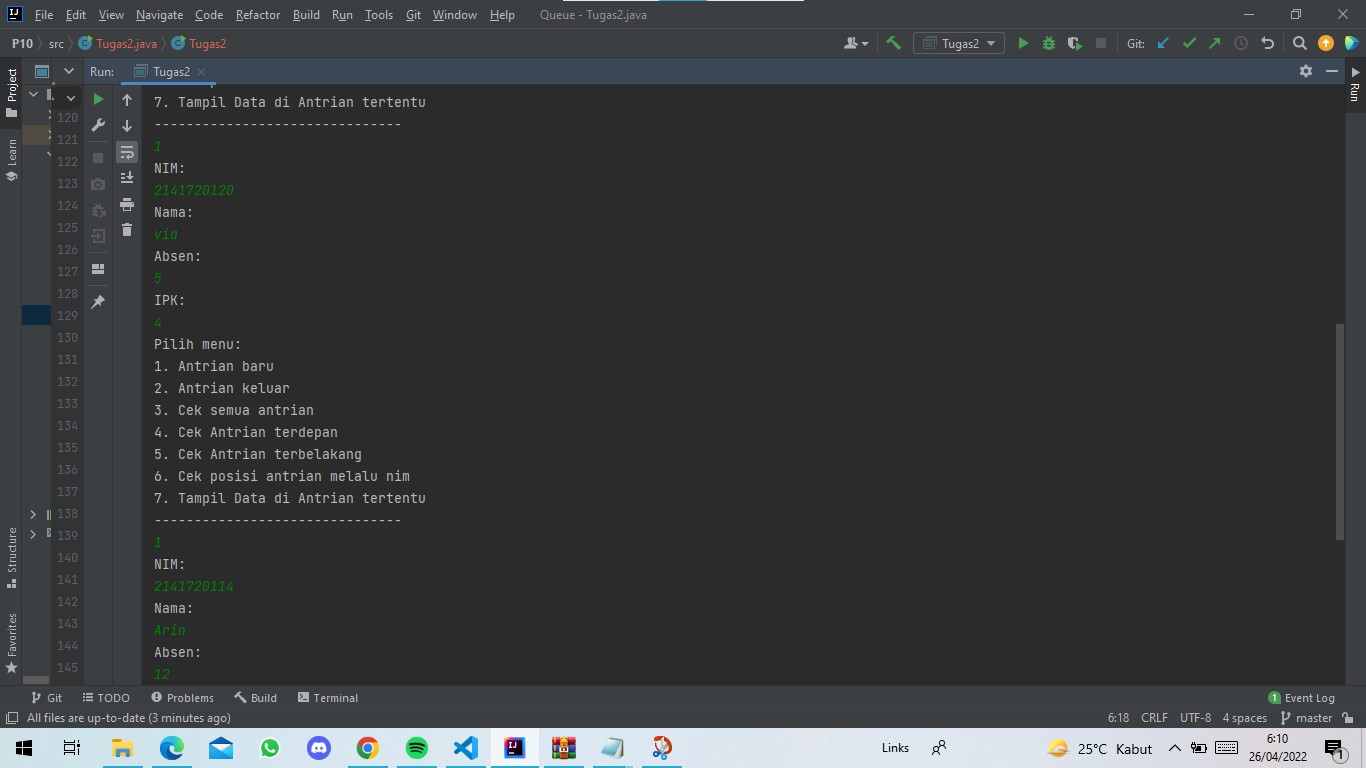 File Edit View Navigate Code Refactor Build Run Tools Git Window Help Queue - Tugas2.java
P10 src Tugas2.java Tugas2 Tugas2 Git:
Project
Learn
Structure
Favorites
Run
Run: Tugas2
7. Tampil Data di Antrian tertentu
-------------------------------
120
121 1
122 NIM:
123 2141720120
124 Nama:
125 via
126 Absen:
127 5
128 IPK:
129 4
130 Pilih menu:
131 1. Antrian baru
132 2. Antrian keluar
133 3. Cek semua antrian
134 4. Cek Antrian terdepan
135 5. Cek Antrian terbelakang
136 6. Cek posisi antrian melalu nim
137 7. Tampil Data di Antrian tertentu
138 -------------------------------
139 1
140 NIM:
141 2141720114
142 Nama:
143 Arin
144 Absen:
145 12
Git TODO Problems Build Terminal 1 Event Log
All files are up-to-date (3 minutes ago) 6:18 CRLF UTF-8 4 spaces master
Links 25°C Kabut 6:10
26/04/2022 1